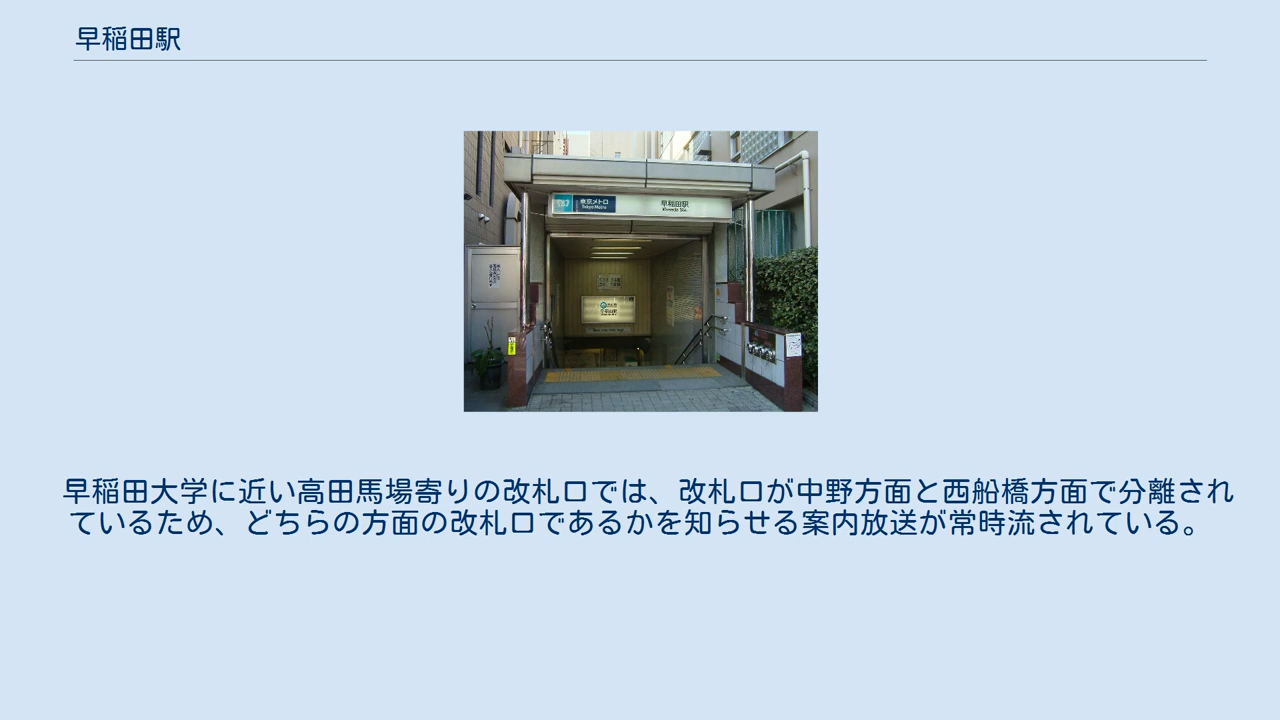 早稲田駅
東京メトロ
Tokyo Metro
早稲田駅
早稲田大学に近い高田馬場寄りの改札口では、改札口が中野方面と西船橋方面で分離され
ているため、どちらの方面の改札口であるかを知らせる案内放送が常時流されている。